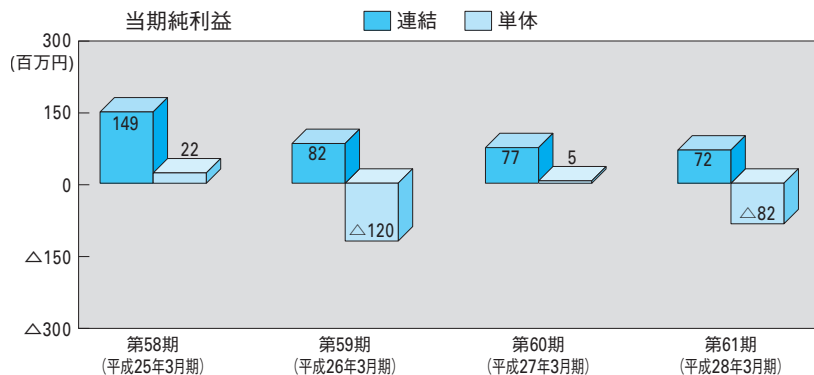 当期純利益
連結
単体
300
(百万円)
150
0
△150
△300
149
22
82
△120
77
5
72
△82
第58期
(平成25年3月期)
第59期
(平成26年3月期)
第60期
(平成27年3月期)
第61期
(平成28年3月期)